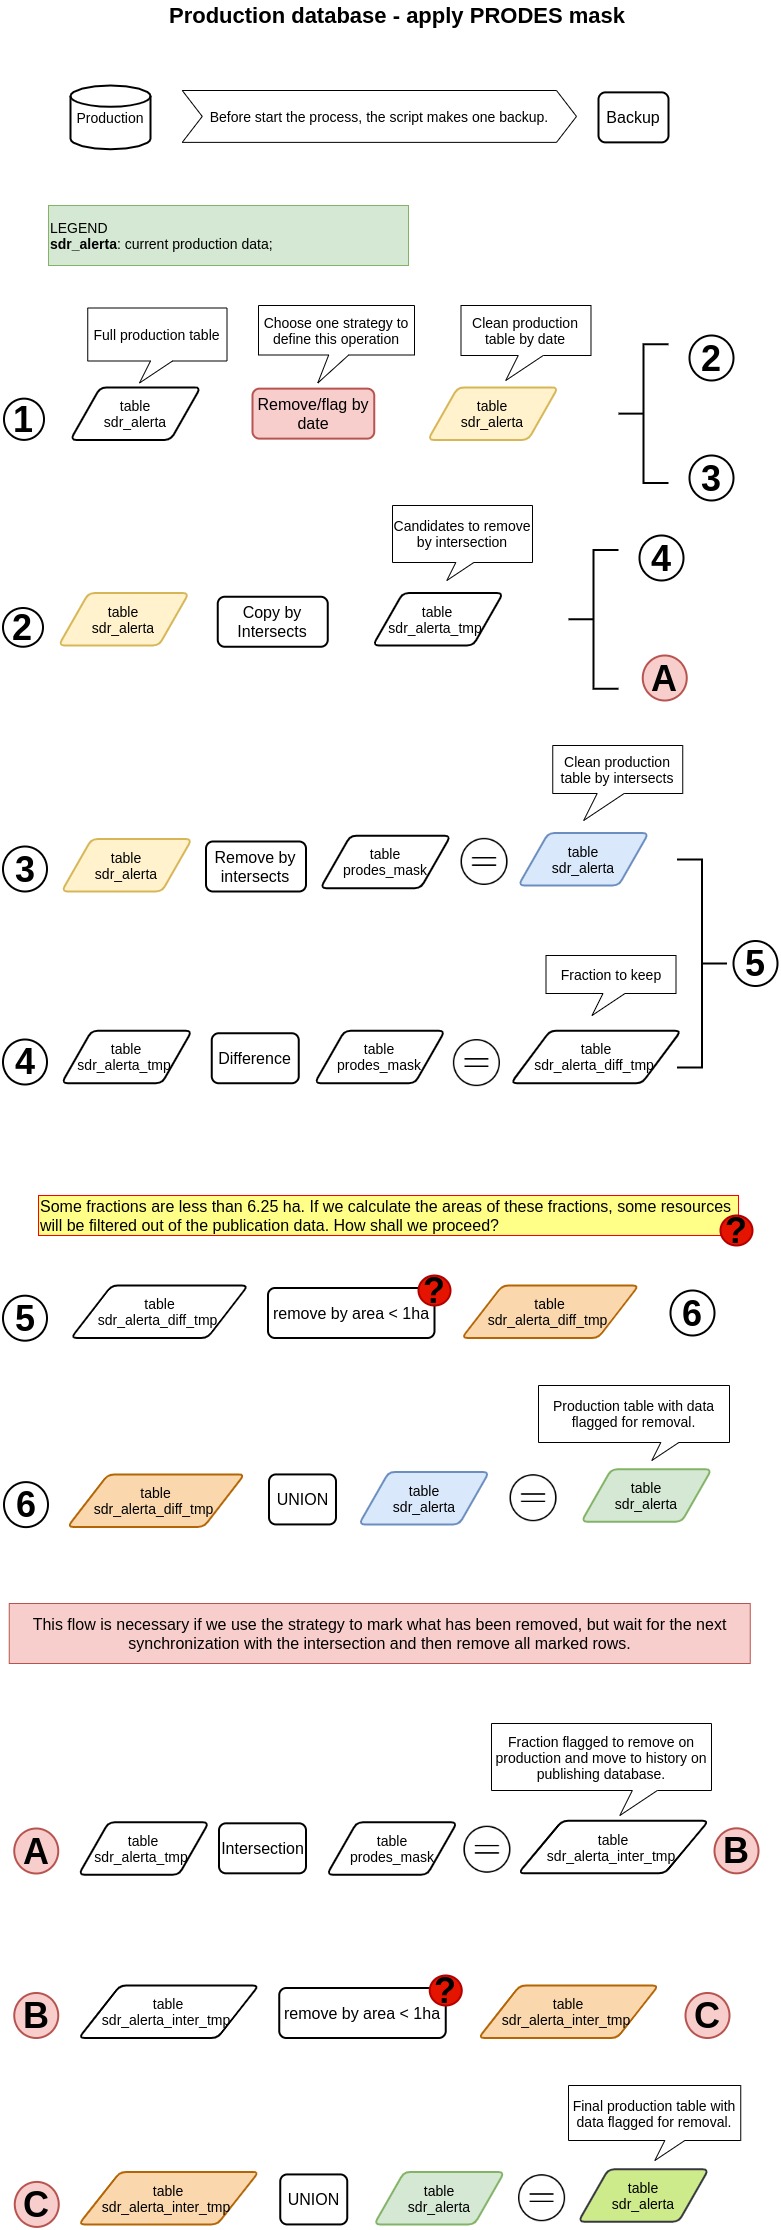 Production database - apply PRODES mask
Production
Before start the process, the script makes one backup.
Backup
LEGEND
sdr_alerta: current production data;
Full production table
Choose one strategy to
define this operation
Clean production
table by date
1
table
sdr_alerta
Remove/flag by
date
table
sdr_alerta
2
3
Candidates to remove
by intersection
2
table
sdr_alerta
Copy by
Intersects
table
sdr_alerta_tmp
4
A
Clean production
table by intersects
3
table
sdr_alerta
Remove by
intersects
table
prodes_mask
=
table
sdr_alerta
5
Fraction to keep
4
table
sdr_alerta_tmp
Difference
table
prodes_mask
=
table
sdr_alerta_diff_tmp
Some fractions are less than 6.25 ha. If we calculate the areas of these fractions, some resources
will be filtered out of the publication data. How shall we proceed?
?
5
table
sdr_alerta_diff_tmp
remove by area < 1ha
?
table
sdr_alerta_diff_tmp
6
Production table with data
flagged for removal.
6
table
sdr_alerta_diff_tmp
UNION
table
sdr_alerta
=
table
sdr_alerta
This flow is necessary if we use the strategy to mark what has been removed, but wait for the next
synchronization with the intersection and then remove all marked rows.
Fraction flagged to remove on
production and move to history on
publishing database.
A
table
sdr_alerta_tmp
Intersection
table
prodes_mask
=
table
sdr_alerta_inter_tmp
B
B
table
sdr_alerta_inter_tmp
remove by area < 1ha
?
table
sdr_alerta_inter_tmp
C
Final production table with
data flagged for removal.
C
table
sdr_alerta_inter_tmp
UNION
table
sdr_alerta
=
table
sdr_alerta